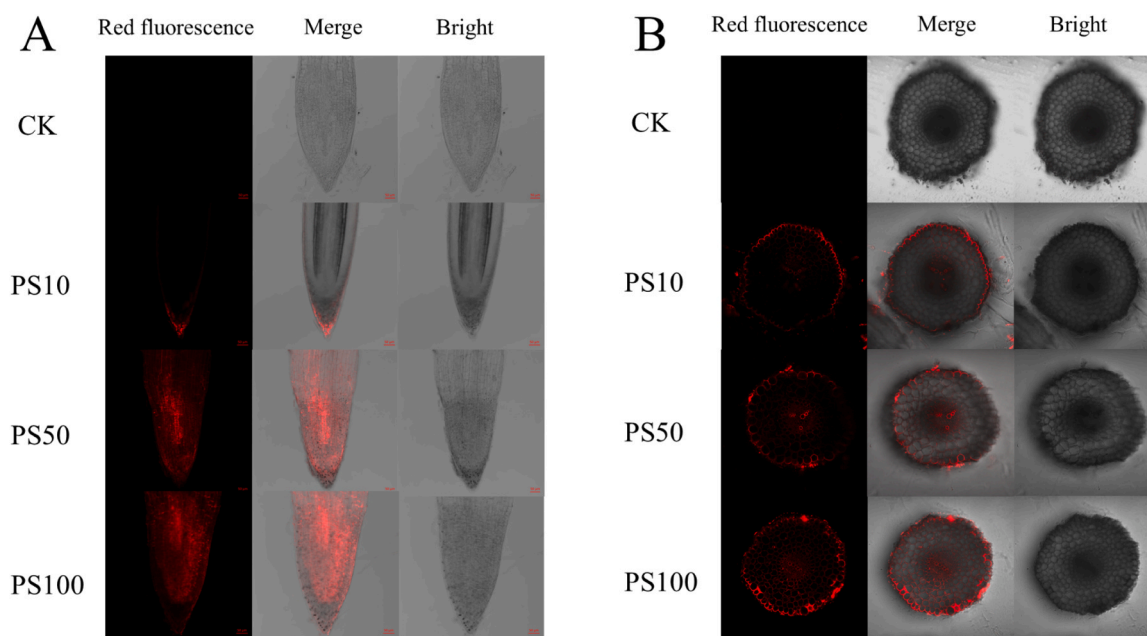 A
Red fluorescence Merge Bright
CK
PS10
PS50
PS100
B
Red fluorescence Merge Bright
CK
PS10
PS50
PS100